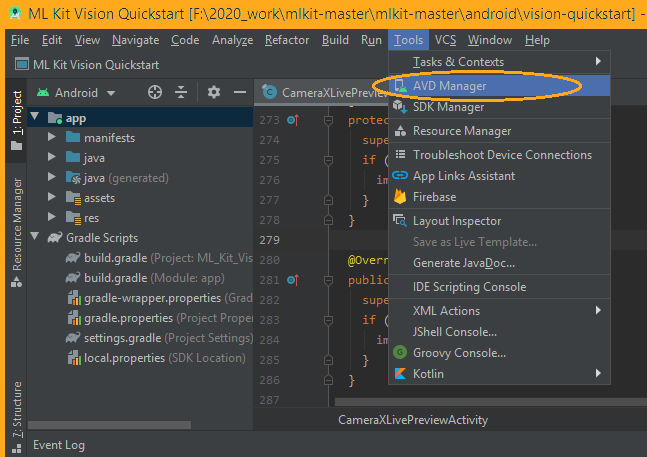 ML Kit Vision Quickstart [F:\2020_work\mlkit-master\mlkit-master\android\vision-quickstart] -
File Edit View Navigate Code Analyze Refactor Build Run Tools VCS Window Help
ML Kit Vision Quickstart
Tasks & Contexts
AVD Manager
SDK Manager
Resource Manager
Troubleshoot Device Connections
App Links Assistant
Firebase
Layout Inspector
Save as Live Template...
Generate JavaDoc...
IDE Scripting Console
XML Actions
JShell Console...
Groovy Console...
Kotlin
1: Project
Resource Manager
7: Structure
Android
app
manifests
java
java (generated)
assets
res
Gradle Scripts
build.gradle (Project: ML_Kit_Vis
build.gradle (Module: app)
gradle-wrapper.properties (Grad
gradle.properties (Project Proper
settings.gradle (Project Settings)
local.properties (SDK Location)
CameraXLivePrevie
273 protec
274 supe
275 if (
276 im
277 }
278 }
279
280 @Overr
281 public
282 supe
283 if (
284 im
285 }
286 }
287
CameraXLivePreviewActivity
Event Log